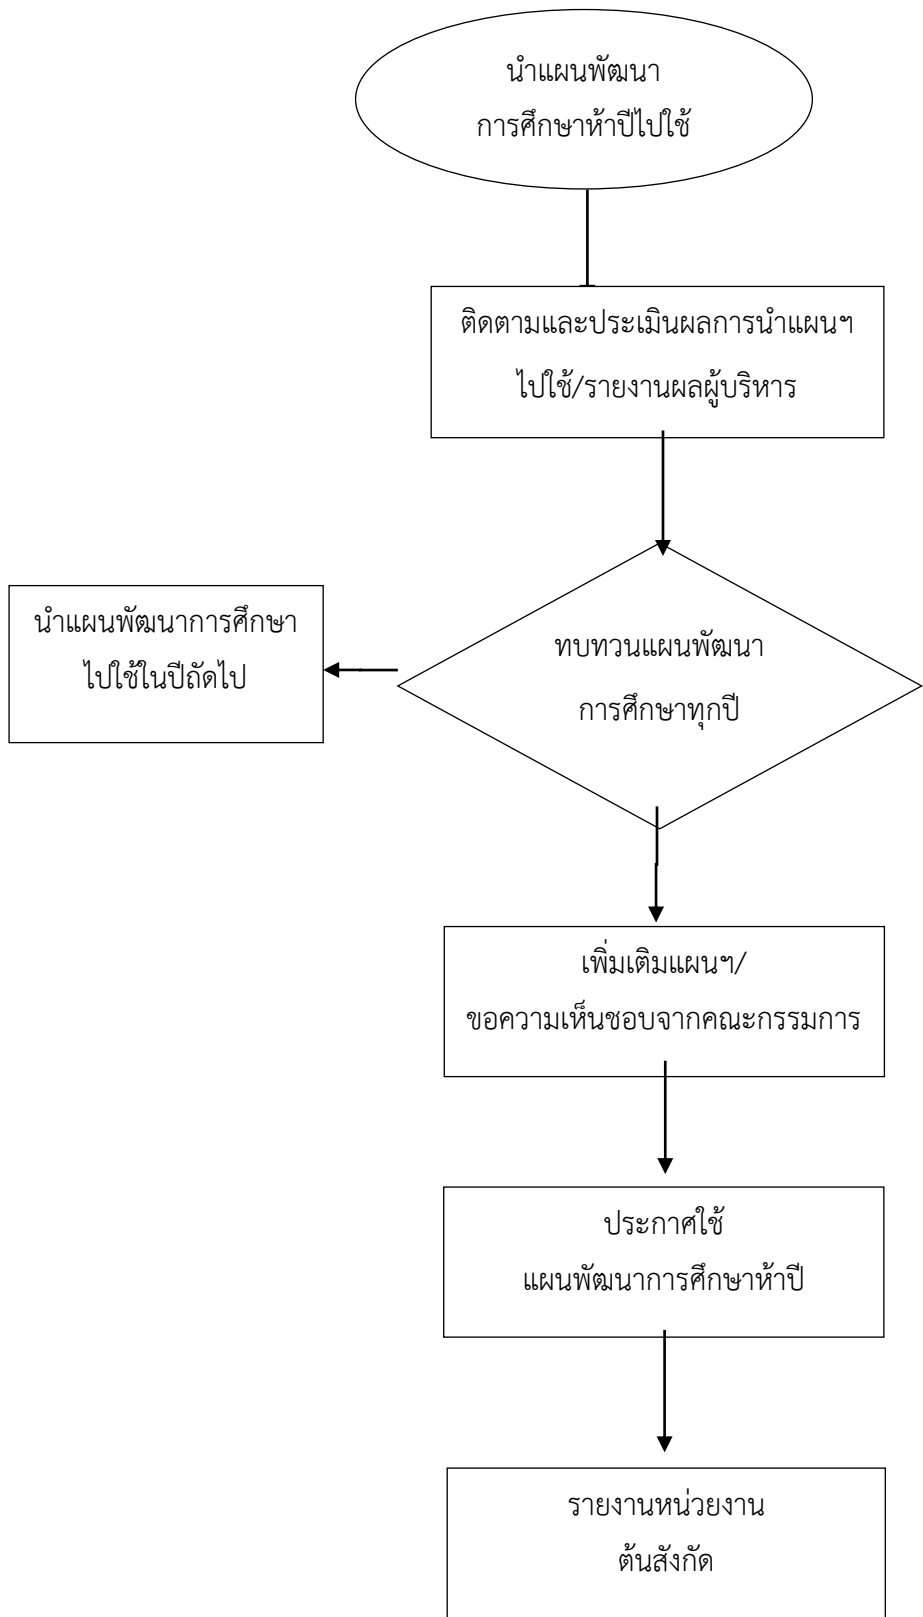 นำแผนพัฒนา
การศึกษาห้าปีไปใช้
ติดตามและประเมินผลการนำแผนฯ
ไปใช้/รายงานผลผู้บริหาร
ทบทวนแผนพัฒนา
การศึกษาทุกปี
นำแผนพัฒนาการศึกษา
ไปใช้ในปีถัดไป
เพิ่มเติมแผนฯ/
ขอความเห็นชอบจากคณะกรรมการ
ประกาศใช้
แผนพัฒนาการศึกษาห้าปี
รายงานหน่วยงาน
ต้นสังกัด